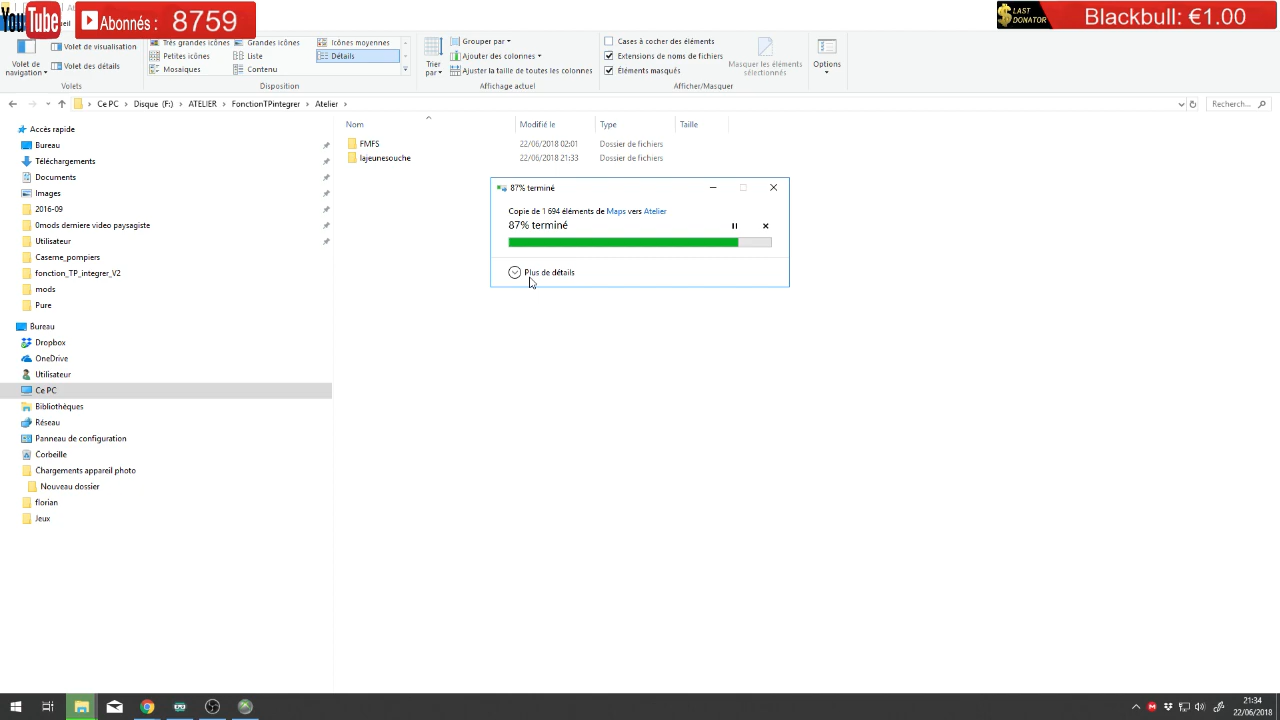 You Tube
Abonnés : 8759
LAST
DONATOR
Blackbull: €1.00
Volet de
navigation
Volet de visualisation
Volet des détails
Volets
Très grandes icônes
Grandes icônes
Icônes moyennes
Petites icônes
Liste
Détails
Mosaïques
Contenu
Disposition
Trier
par
Grouper par
Ajouter des colonnes
Ajuster la taille de toutes les colonnes
Affichage actuel
Cases à cocher des éléments
Extensions de noms de fichiers
Éléments masqués
Masquer les éléments
sélectionnés
Afficher/Masquer
Options
Ce PC
Disque (F:)
ATELIER
FonctionTPintegrer
Atelier
Recherch...
Accès rapide
Bureau
Téléchargements
Documents
Images
2016-09
0mods derniere video paysagiste
Utilisateur
Caserne_pompiers
fonction_TP_integrer_V2
mods
Pure
Bureau
Dropbox
OneDrive
Utilisateur
Ce PC
Bibliothèques
Réseau
Panneau de configuration
Corbeille
Chargements appareil photo
Nouveau dossier
florian
Jeux
Nom
Modifié le
Type
Taille
FMFS
22/06/2018 02:01
Dossier de fichiers
lajeunesouche
22/06/2018 21:33
Dossier de fichiers
87% terminé
Copie de 1 694 éléments de Maps vers Atelier
87% terminé
Plus de détails
21:34
22/06/2018